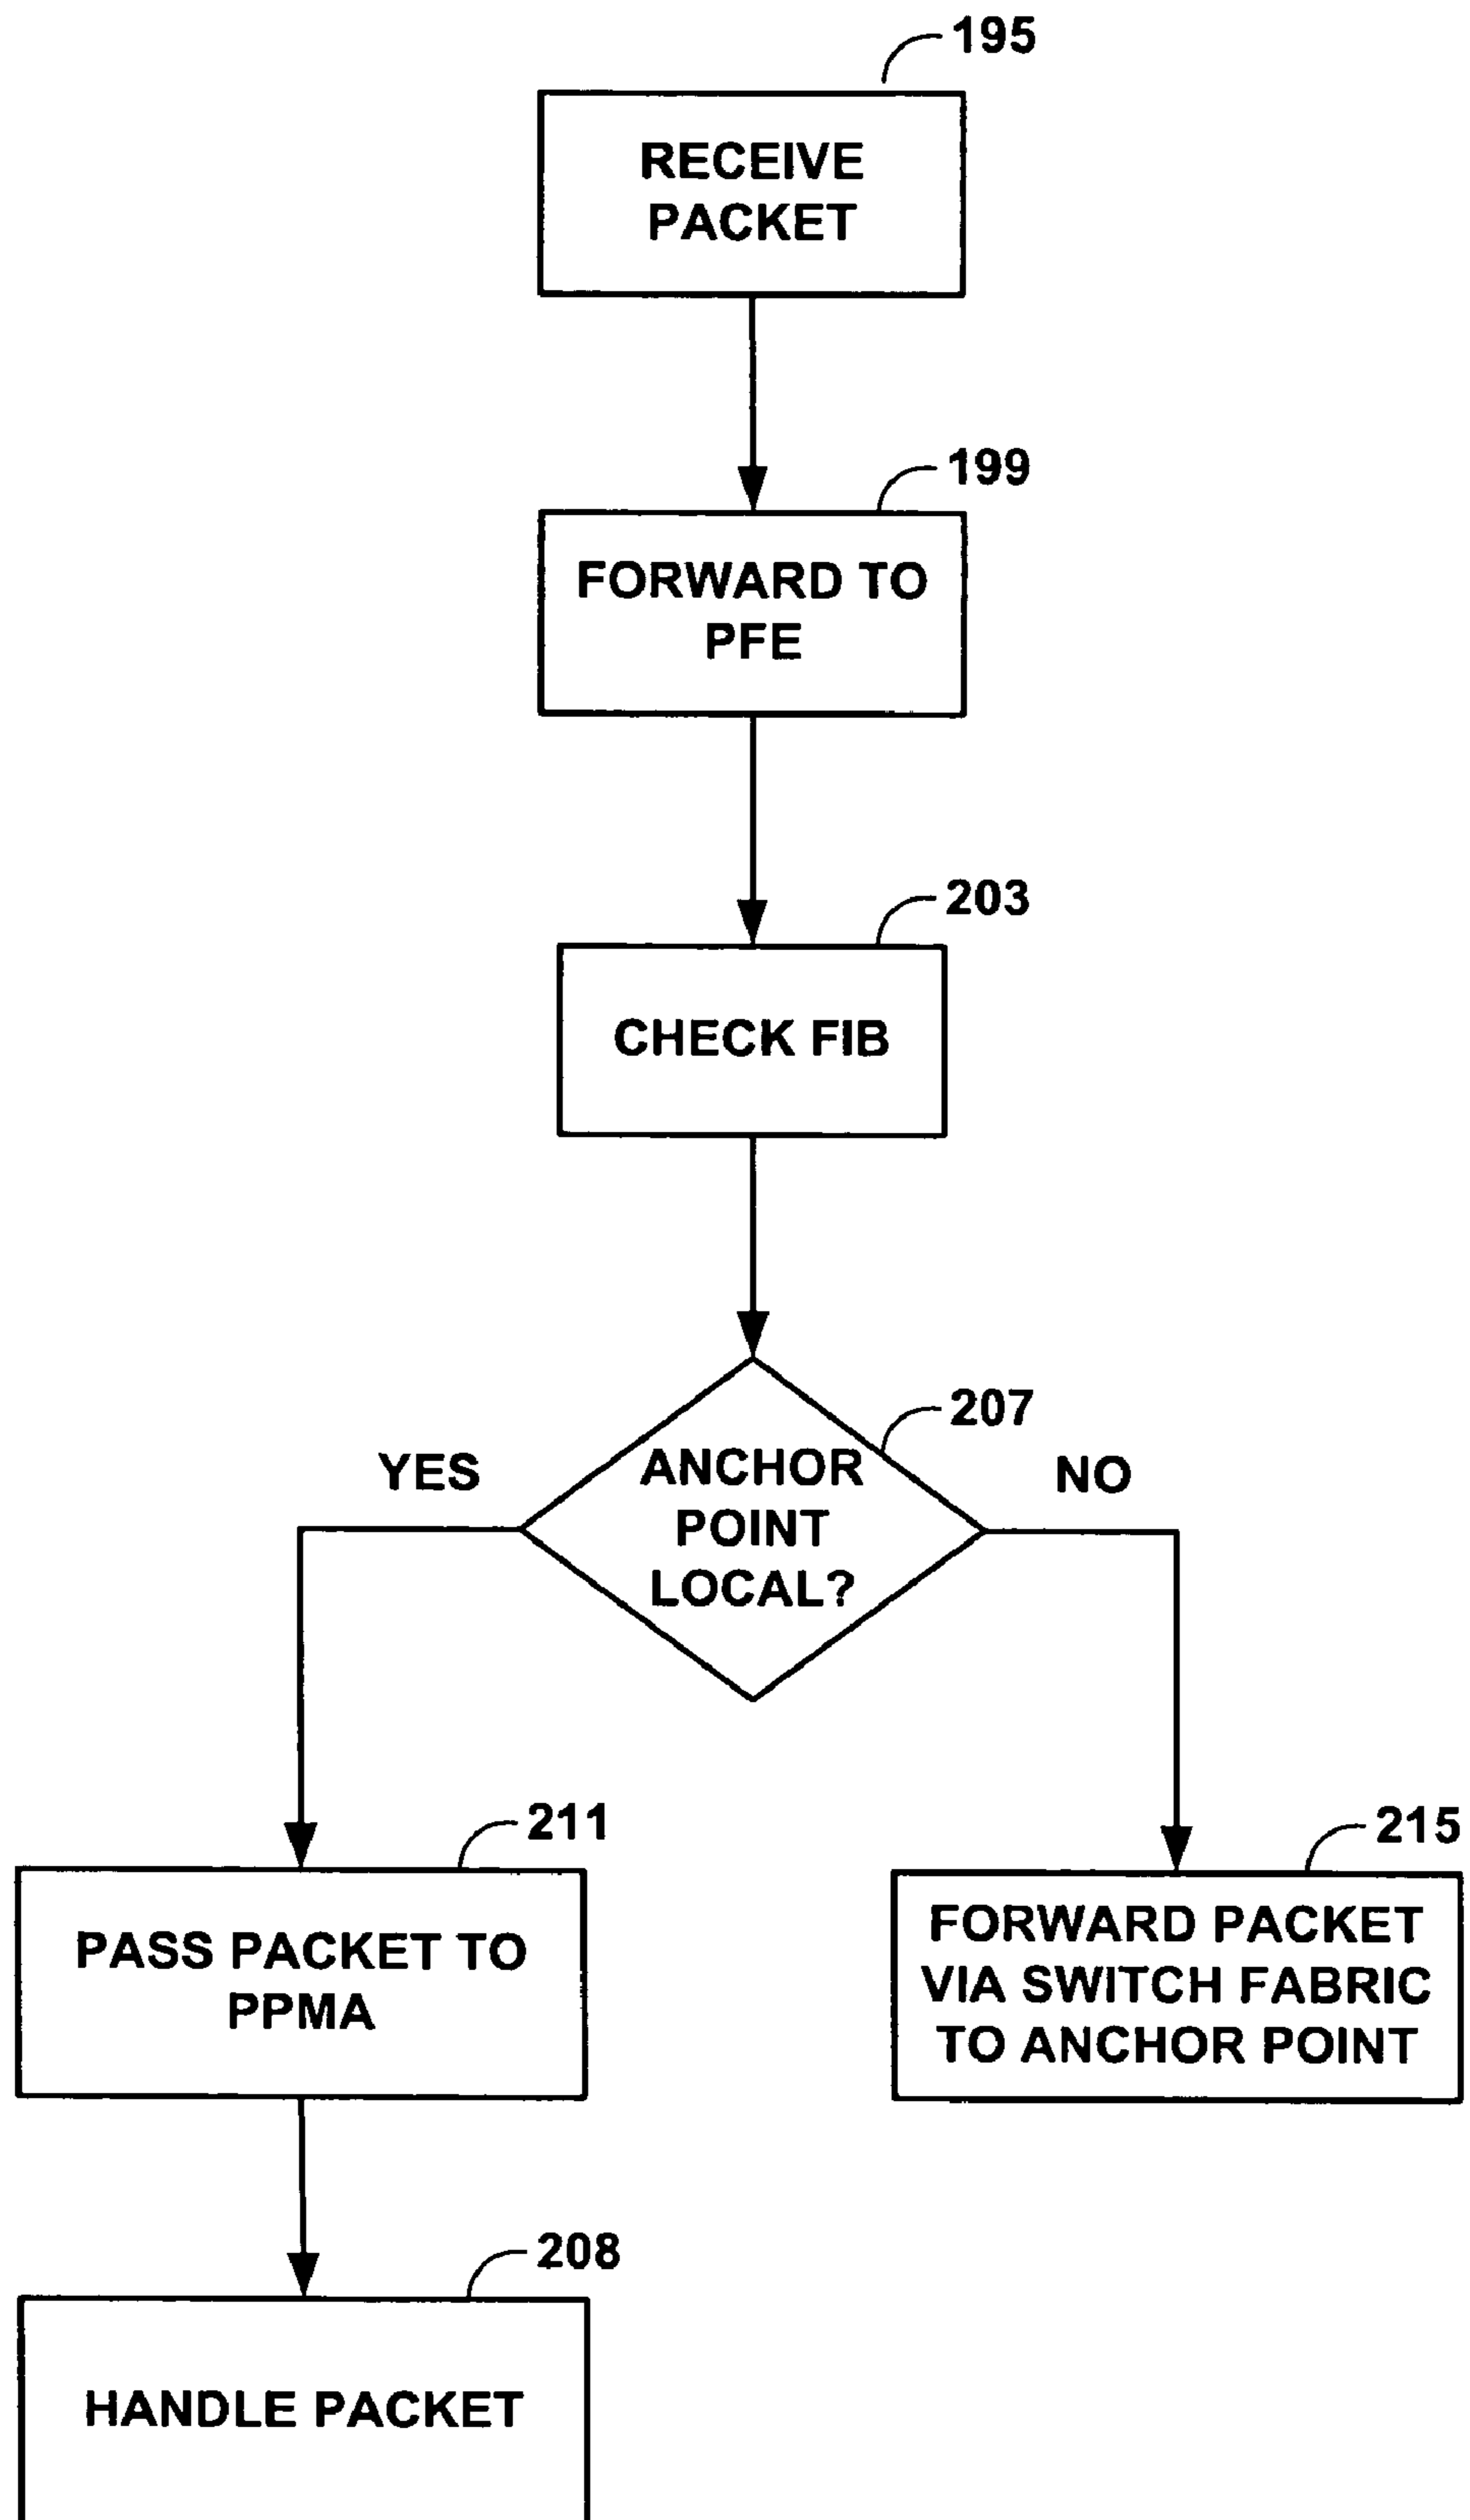 195
RECEIVE
PACKET
199
FORWARD TO
PFE
203
CHECK FIB
207
YES
ANCHOR
POINT
LOCAL?
NO
211
PASS PACKET TO
PPMA
215
FORWARD PACKET
VIA SWITCH FABRIC
TO ANCHOR POINT
208
HANDLE PACKET